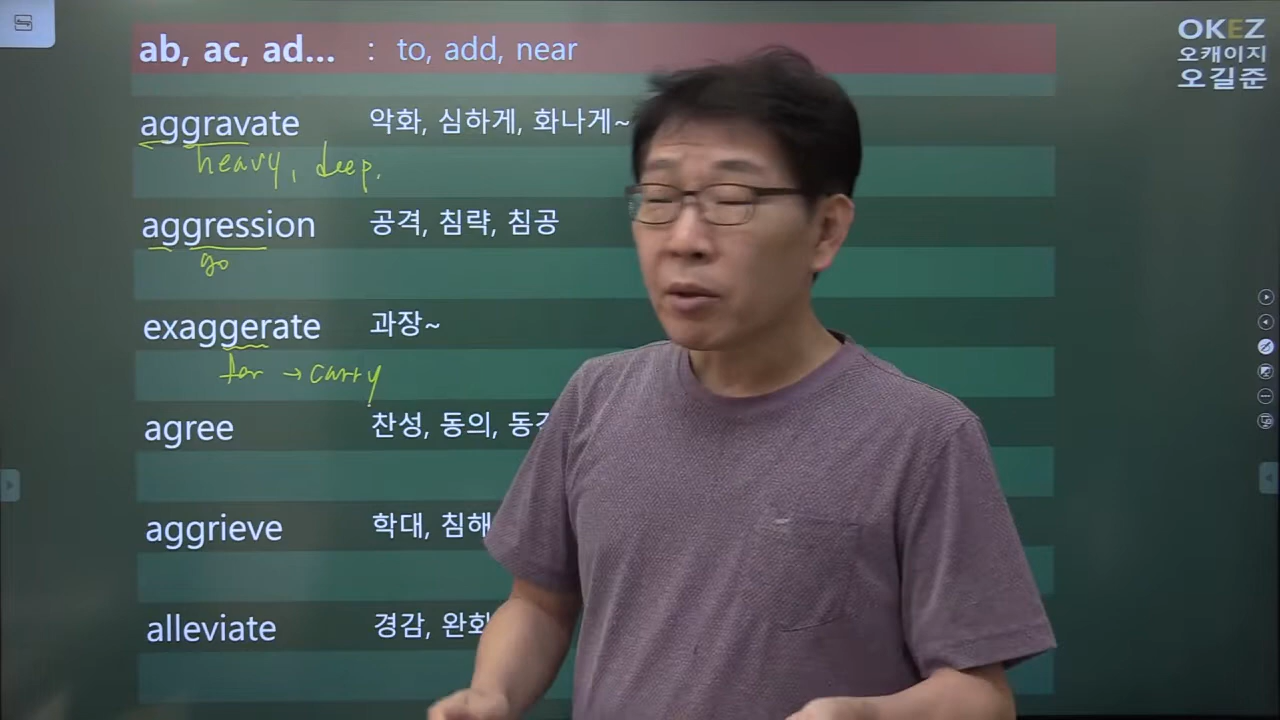 ab, ac, ad... : to, add, near
OKEZ
오캐이지
오길준
aggravate 악화, 심하게, 화나게~
heavy, deep.
aggression 공격, 침략, 침공
go
exaggerate 과장~
→ carry
agree 찬성, 동의,
aggrieve 학대, 침해
alleviate 경감, 완화